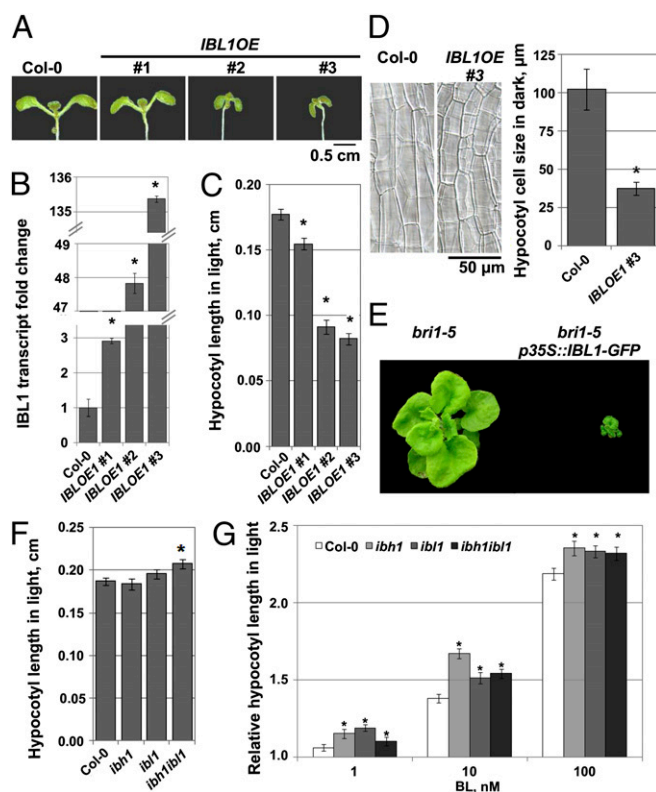 A
IBL1OE
Col-0 #1 #2 #3
0.5 cm
B
IBL1 transcript fold change
136
135
49
48
47
3
2
1
0
* * *
Col-0 IBLOE1 #1 IBLOE1 #2 IBLOE1 #3
C
Hypocotyl length in light, cm
0.20
0.15
0.10
0.05
0.00
* * *
Col-0 IBLOE1 #1 IBLOE1 #2 IBLOE1 #3
D
Col-0 IBL1OE
#3
50 µm
Hypocotyl cell size in dark, µm
125
100
75
50
25
0
*
Col-0 IBLOE1 #3
E
bri1-5 bri1-5
p35S::IBL1-GFP
F
Hypocotyl length in light, cm
0.25
0.20
0.15
0.10
0.05
0.00
*
Col-0 ibh1 ibl1 ibh1ibl1
G
Relative hypocotyl length in light
2.5
2.0
1.5
1.0
Col-0 ibh1 ibl1 ibh1ibl1
* * * * * * * * *
1 10 100
BL, nM